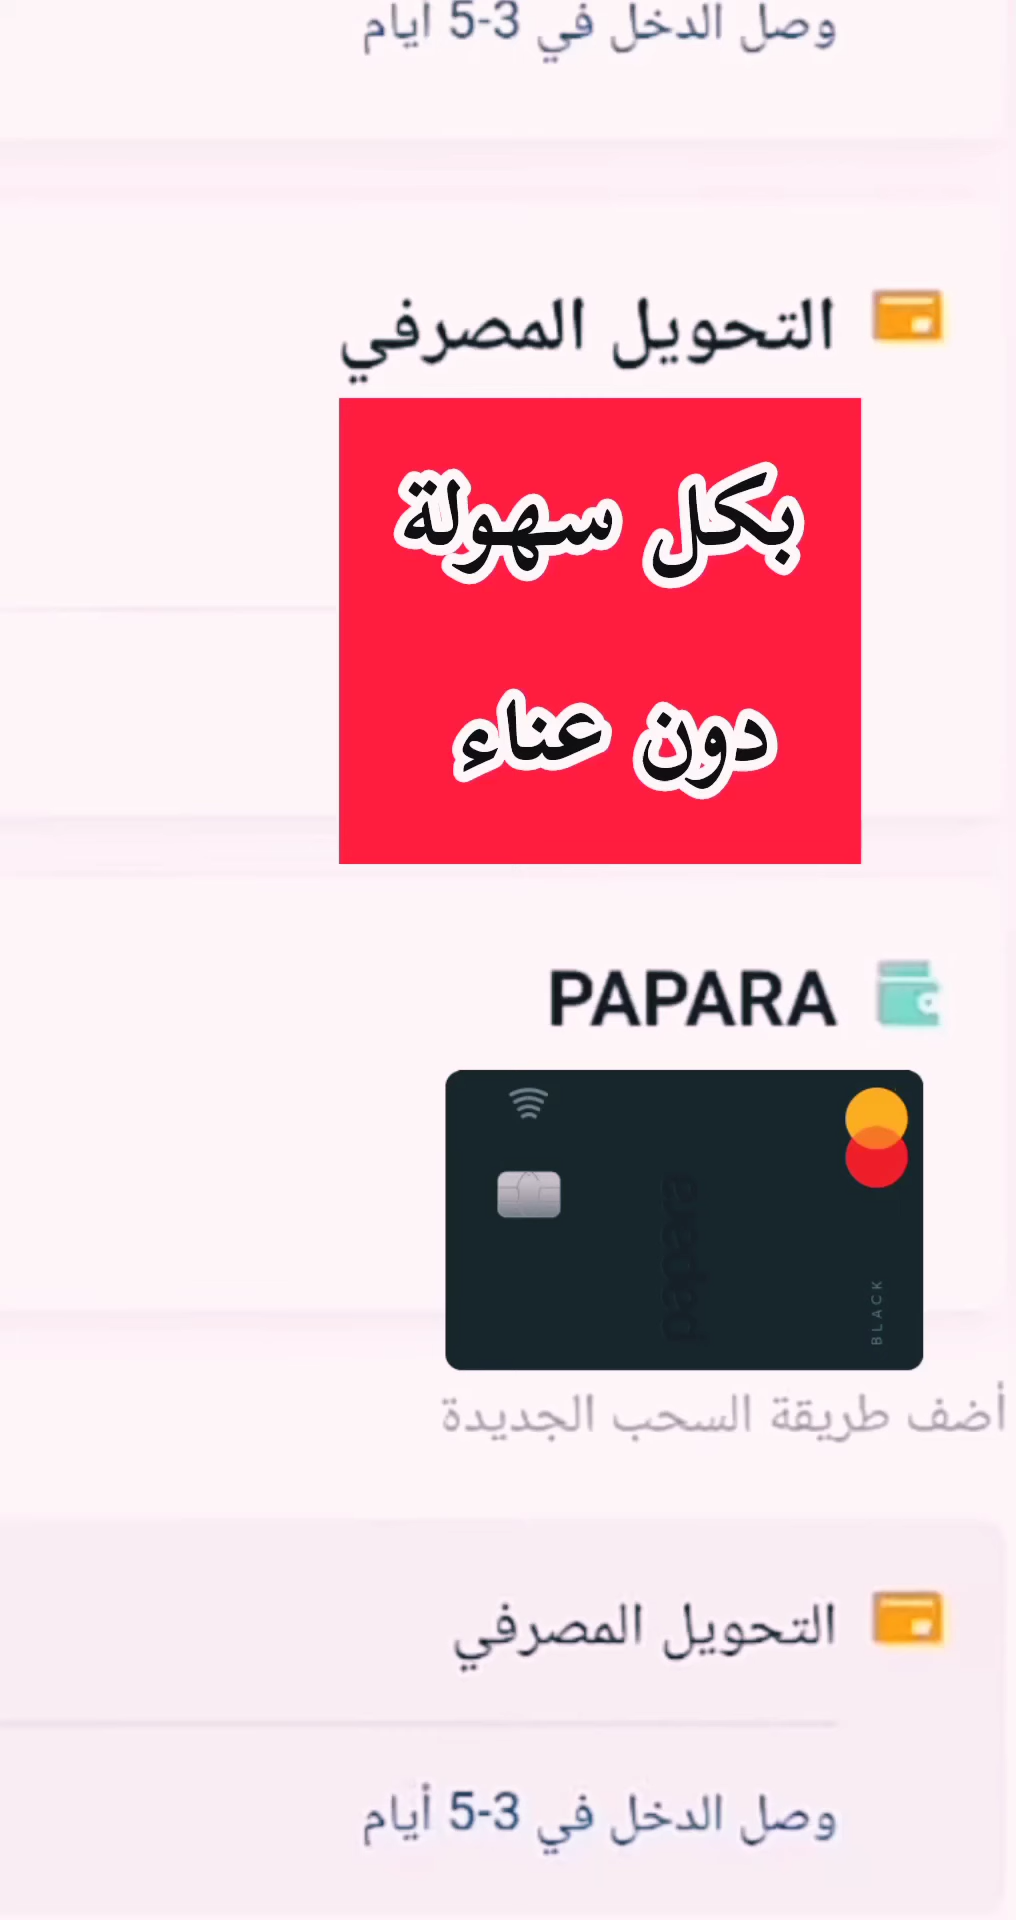 وصل الدخل في 3-5 أيام
التحويل المصرفي
بكل سهولة
دون عناء
PAPARA
papara
BLACK
أضف طريقة السحب الجديدة
التحويل المصرفي
وصل الدخل في 3-5 أيام